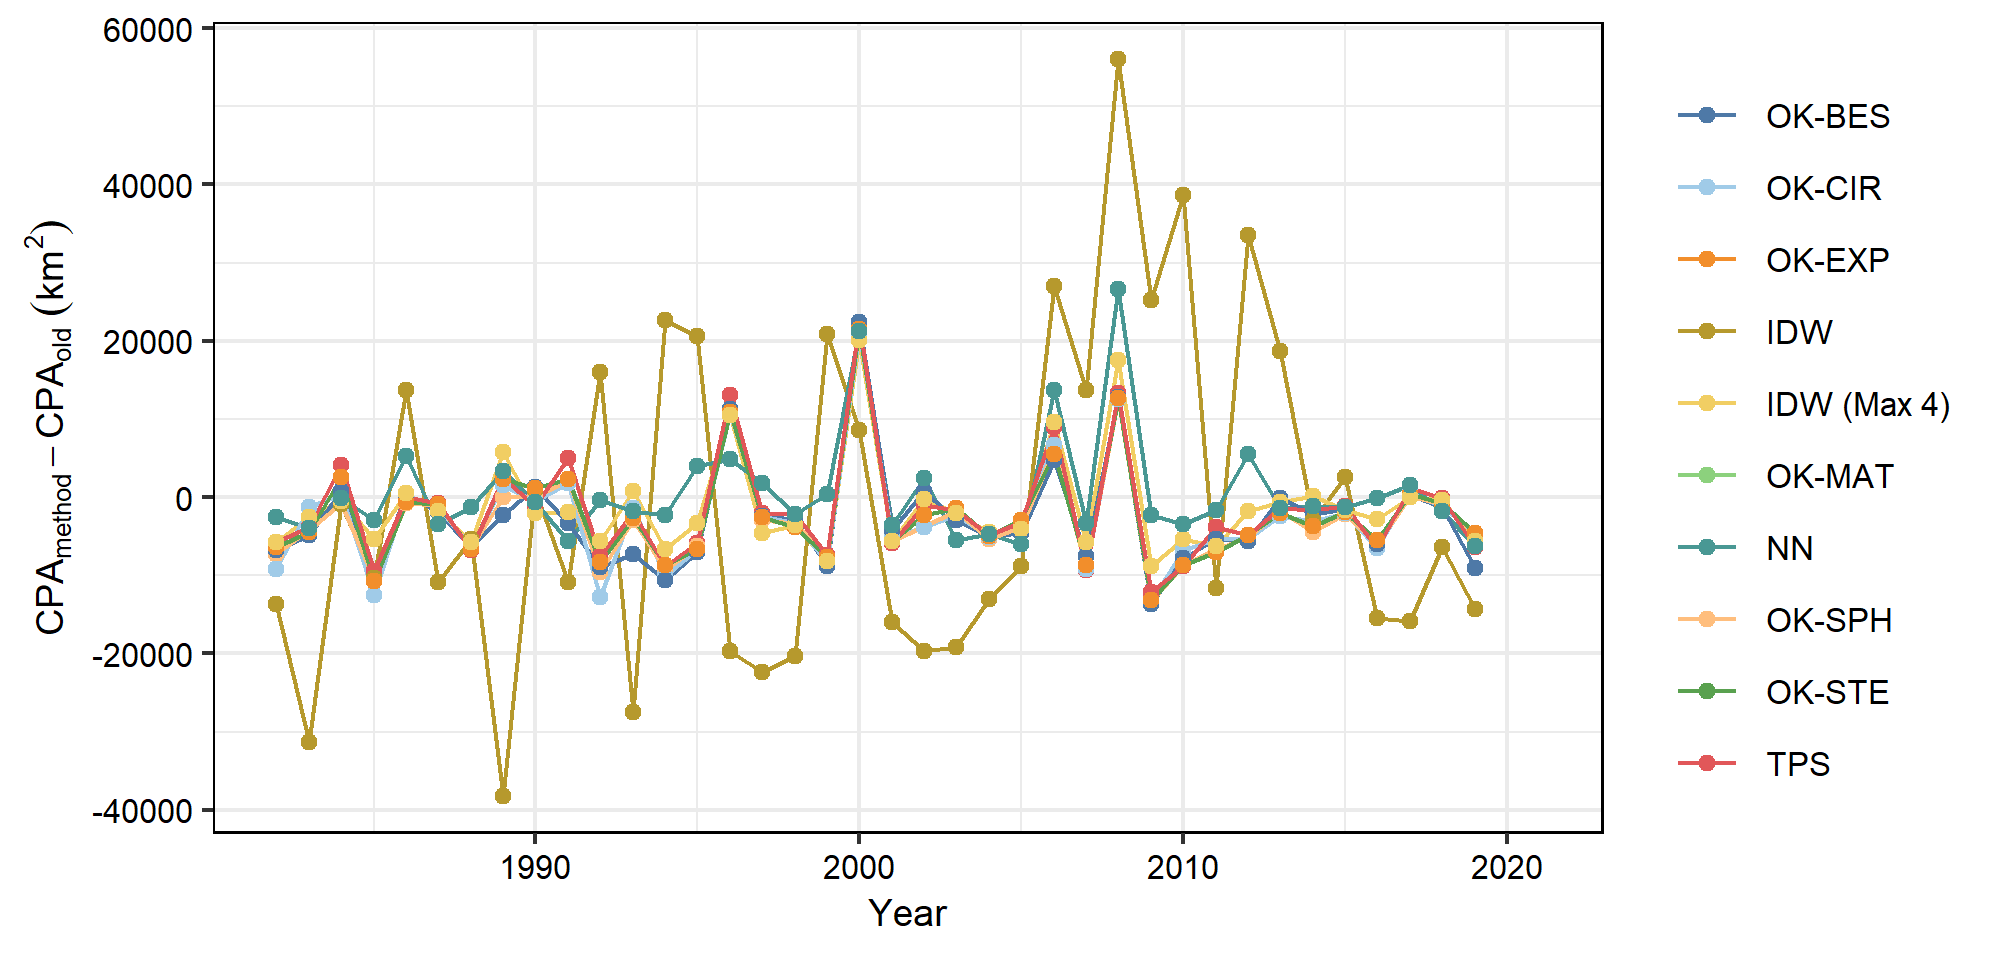 60000
40000
20000
0
-20000
-40000
CPAmethod − CPAold (km2)
1990
2000
2010
2020
Year
OK-BES
OK-CIR
OK-EXP
IDW
IDW (Max 4)
OK-MAT
NN
OK-SPH
OK-STE
TPS